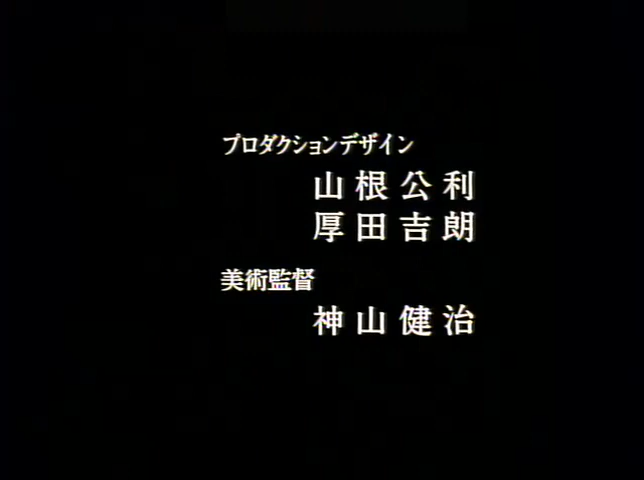 プロダクションデザイン
山根公利
厚田吉朗
美術監督
神山健治